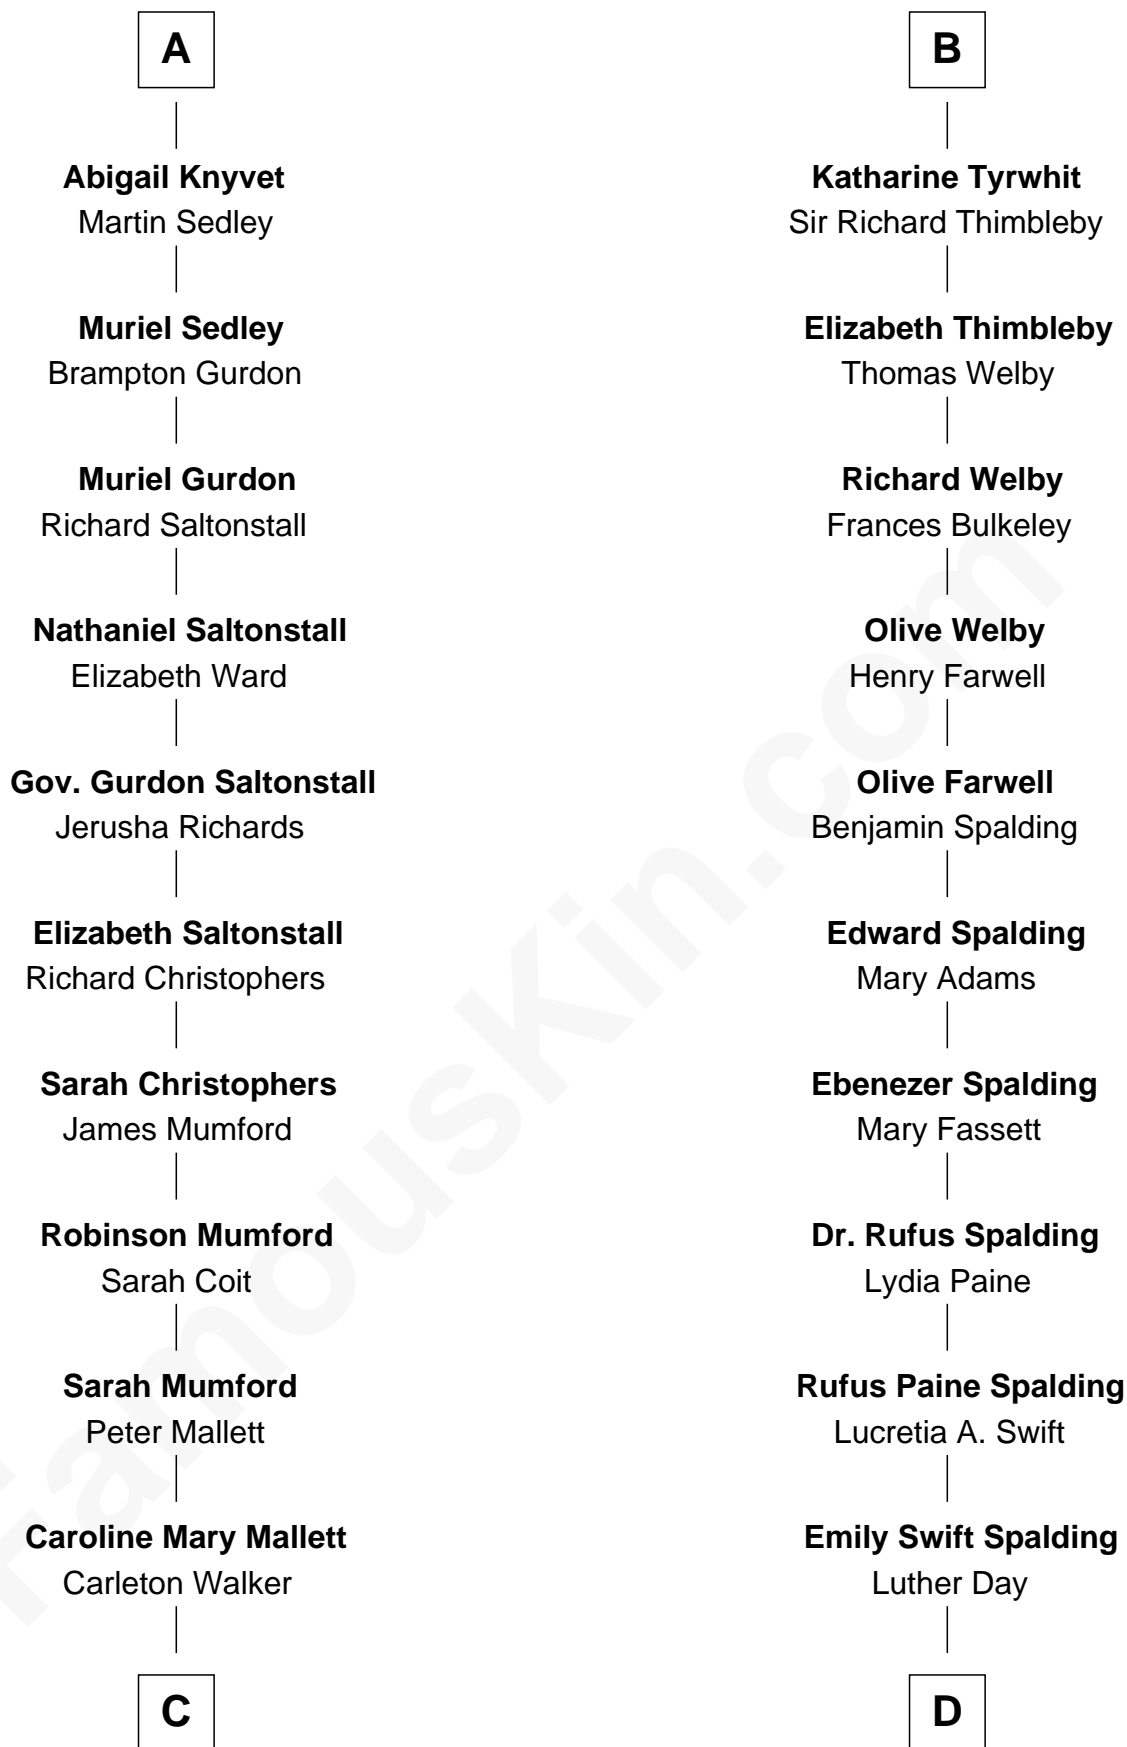 A
Abigail Knyvet
Martin Sedley
Muriel Sedley
Brampton Gurdon
Muriel Gurdon
Richard Saltonstall
Nathaniel Saltonstall
Elizabeth Ward
Gov. Gurdon Saltonstall
Jerusha Richards
Elizabeth Saltonstall
Richard Christophers
Sarah Christophers
James Mumford
Robinson Mumford
Sarah Coit
Sarah Mumford
Peter Mallett
Caroline Mary Mallett
Carleton Walker
C
B
Katharine Tyrwhit
Sir Richard Thimbleby
Elizabeth Thimbleby
Thomas Welby
Richard Welby
Frances Bulkeley
Olive Welby
Henry Farwell
Olive Farwell
Benjamin Spalding
Edward Spalding
Mary Adams
Ebenezer Spalding
Mary Fassett
Dr. Rufus Spalding
Lydia Paine
Rufus Paine Spalding
Lucretia A. Swift
Emily Swift Spalding
Luther Day
D
FamousKin.com